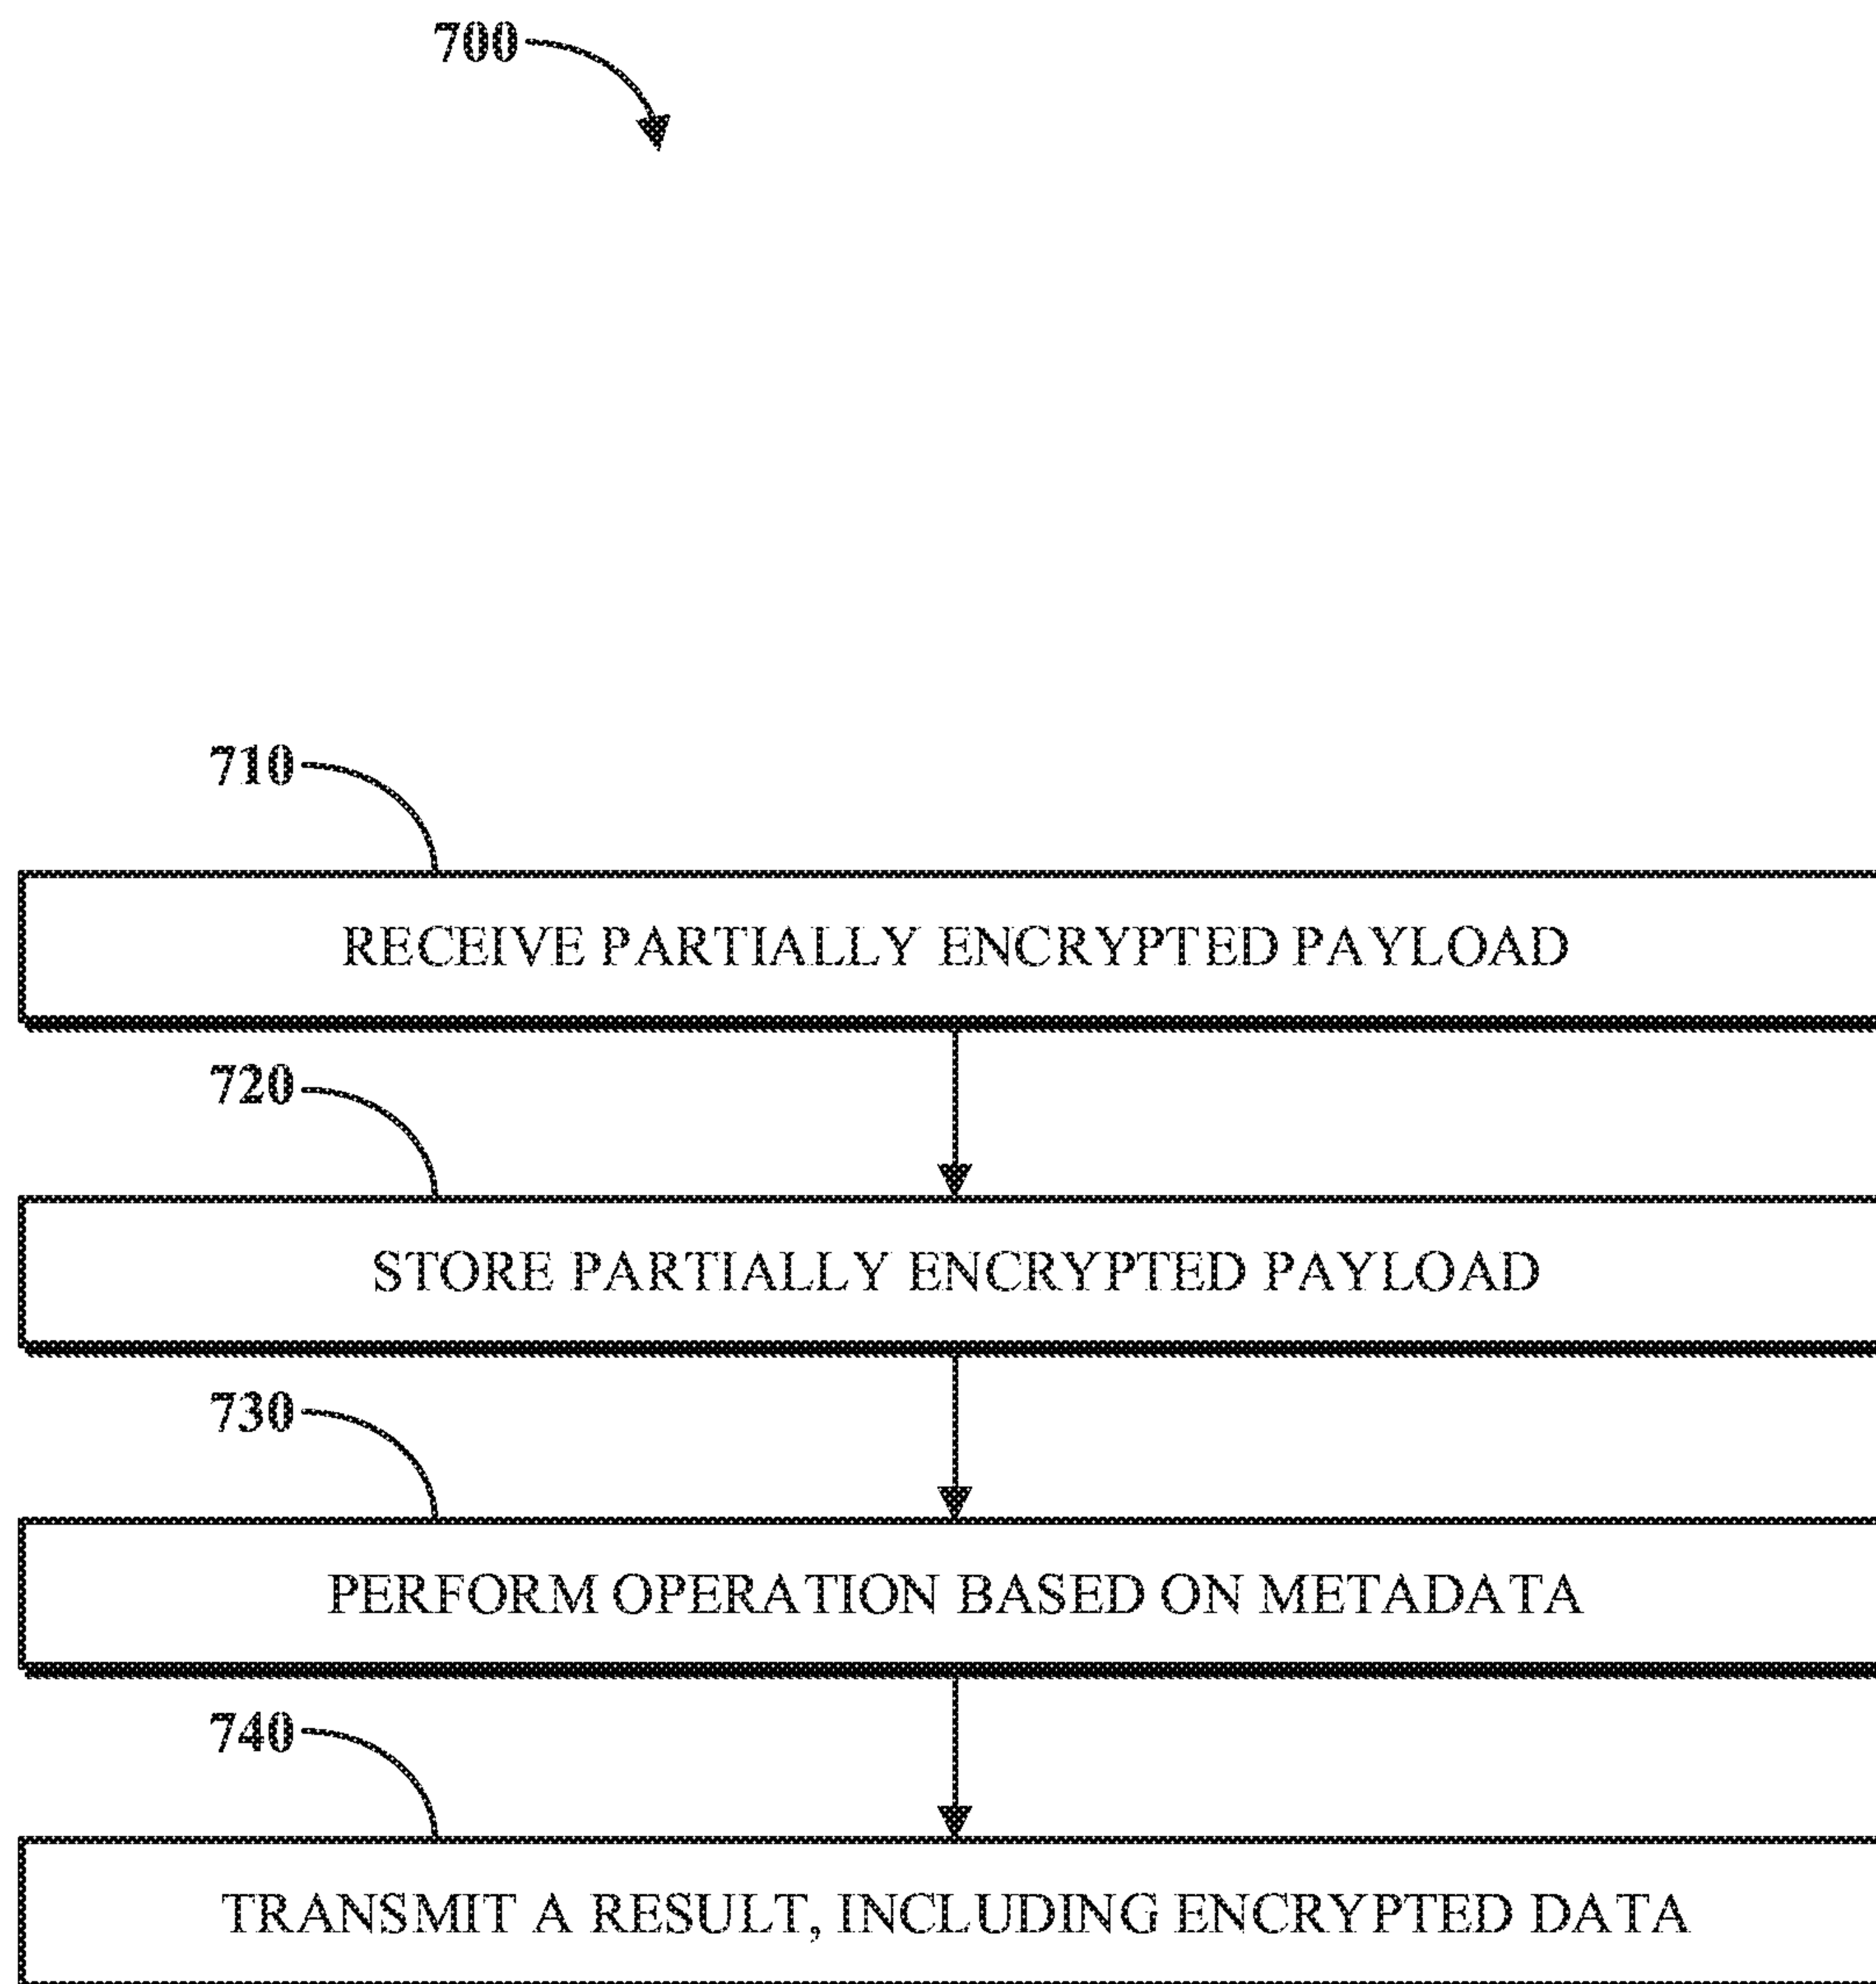 700
710
RECEIVE PARTIALLY ENCRYPTED PAYLOAD
720
STORE PARTIALLY ENCRYPTED PAYLOAD
730
PERFORM OPERATION BASED ON METADATA
740
TRANSMIT A RESULT, INCLUDING ENCRYPTED DATA